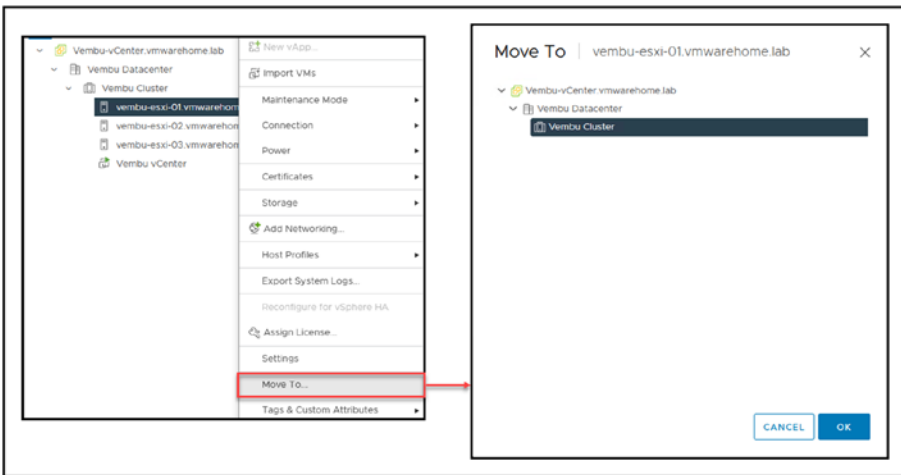 Vembu-vCenter.vmwarehome.lab
Vembu Datacenter
Vembu Cluster
vembu-esxi-01.vmwarehom
vembu-esxi-02.vmwarehon
vembu-esxi-03.vmwarehon
Vembu vCenter
New vApp...
Import VMs
Maintenance Mode
Connection
Power
Certificates
Storage
Add Networking...
Host Profiles
Export System Logs...
Reconfigure for vSphere HA
Assign License...
Settings
Move To...
Tags & Custom Attributes
Move To vembu-esxi-01.vmwarehome.lab
Vembu-vCenter.vmwarehome.lab
Vembu Datacenter
Vembu Cluster
CANCEL OK